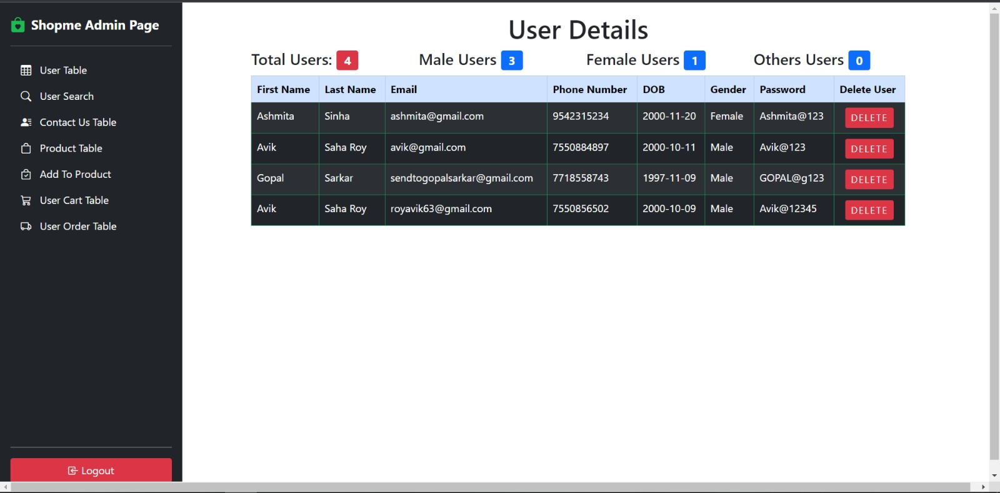 Shopme Admin Page
User Table
User Search
Contact Us Table
Product Table
Add To Product
User Cart Table
User Order Table
Logout
User Details
Total Users: 4 Male Users 3 Female Users 1 Others Users 0
First Name Last Name Email Phone Number DOB Gender Password Delete User
Ashmita Sinha ashmita@gmail.com 9542315234 2000-11-20 Female Ashmita@123 DELETE
Avik Saha Roy avik@gmail.com 7550884897 2000-10-11 Male Avik@123 DELETE
Gopal Sarkar sendtogopalsarkar@gmail.com 7718558743 1997-11-09 Male GOPAL@g123 DELETE
Avik Saha Roy royavik63@gmail.com 7550856502 2000-10-09 Male Avik@12345 DELETE